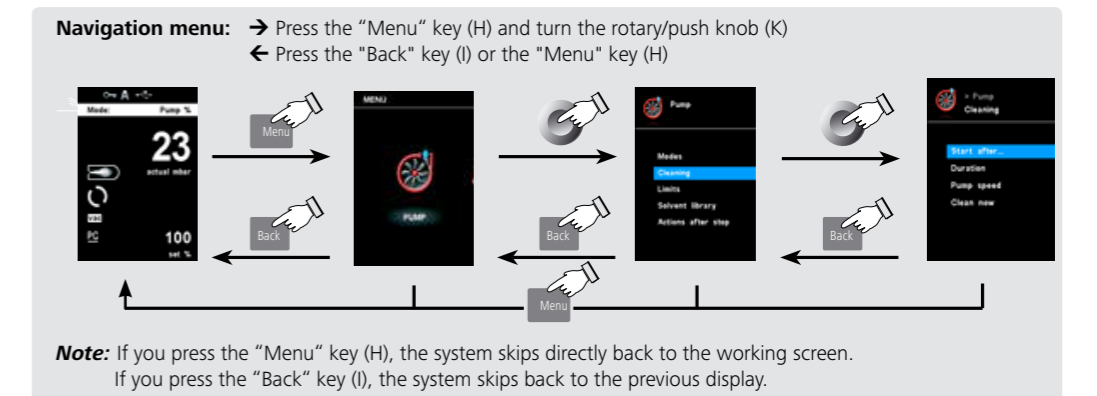 Navigation menu: → Press the “Menu“ key (H) and turn the rotary/push knob (K)
← Press the "Back" key (I) or the "Menu" key (H)
A
Mode: Pump %
23
actual mbar
VAC
PC
100
set %
Menu
Back
MENU
PUMP
Back
Pump
Modes
Cleaning
Limits
Solvent library
Actions after stop
Back
> Pump
Cleaning
Start after...
Duration
Pump speed
Clean new
Menu
Note: If you press the “Menu“ key (H), the system skips directly back to the working screen.
If you press the “Back“ key (I), the system skips back to the previous display.